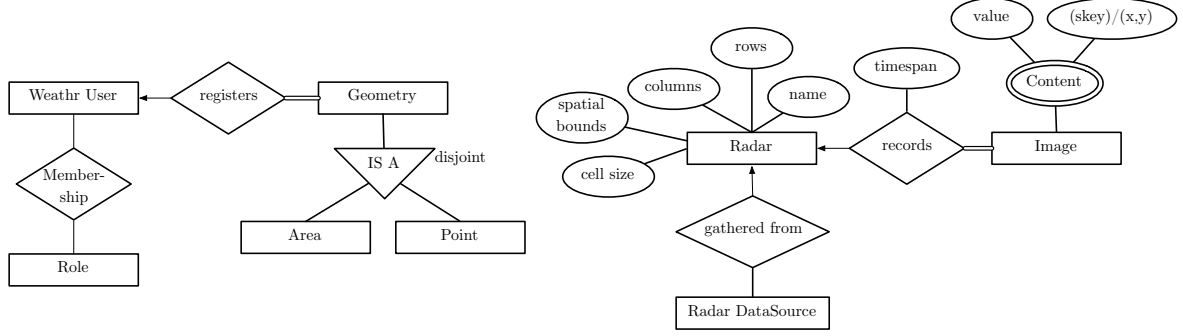 Weathr User
registers
Geometry
Member-
ship
IS A
disjoint
Area
Point
Role
value
(skey)/(x,y)
rows
timespan
columns
name
Content
spatial
bounds
Radar
records
Image
cell size
gathered from
Radar DataSource